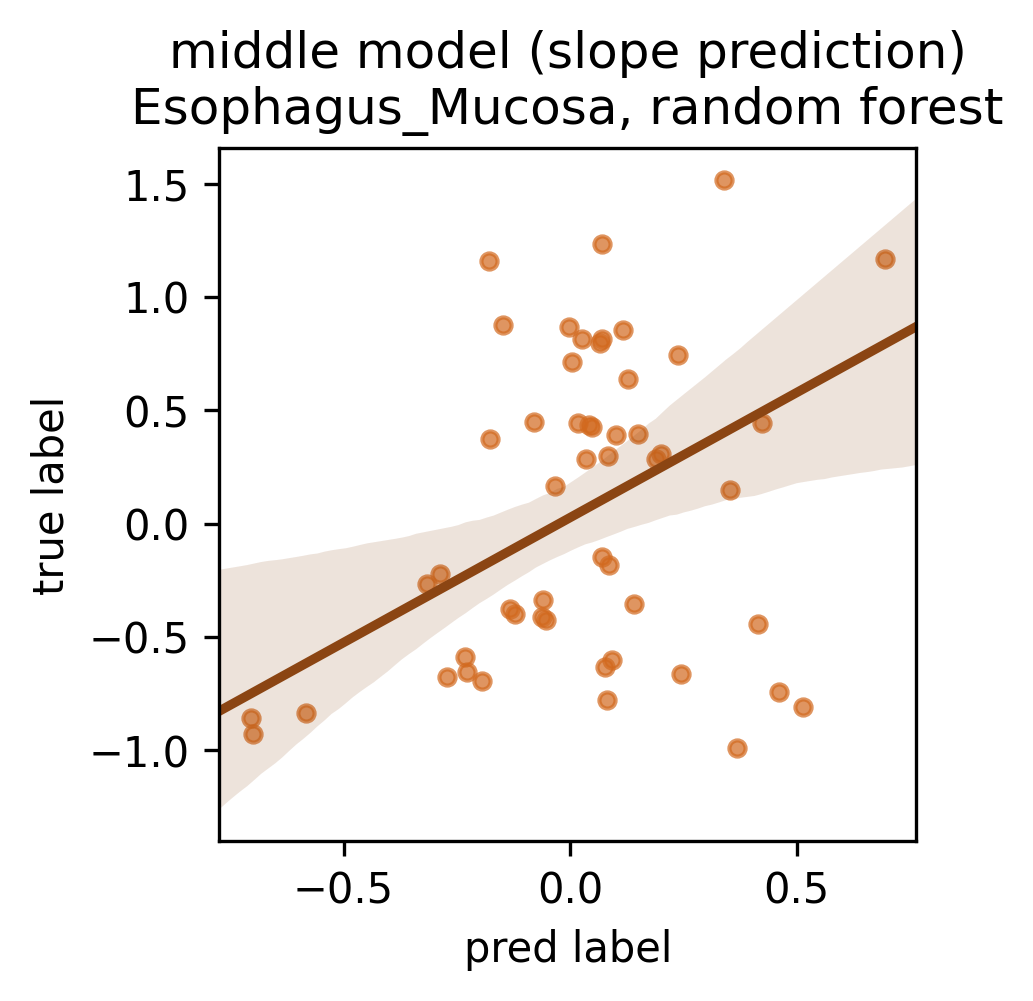 middle model (slope prediction)
Esophagus_Mucosa, random forest
1.5
1.0
0.5
0.0
−0.5
−1.0
true label
−0.5
0.0
0.5
pred label